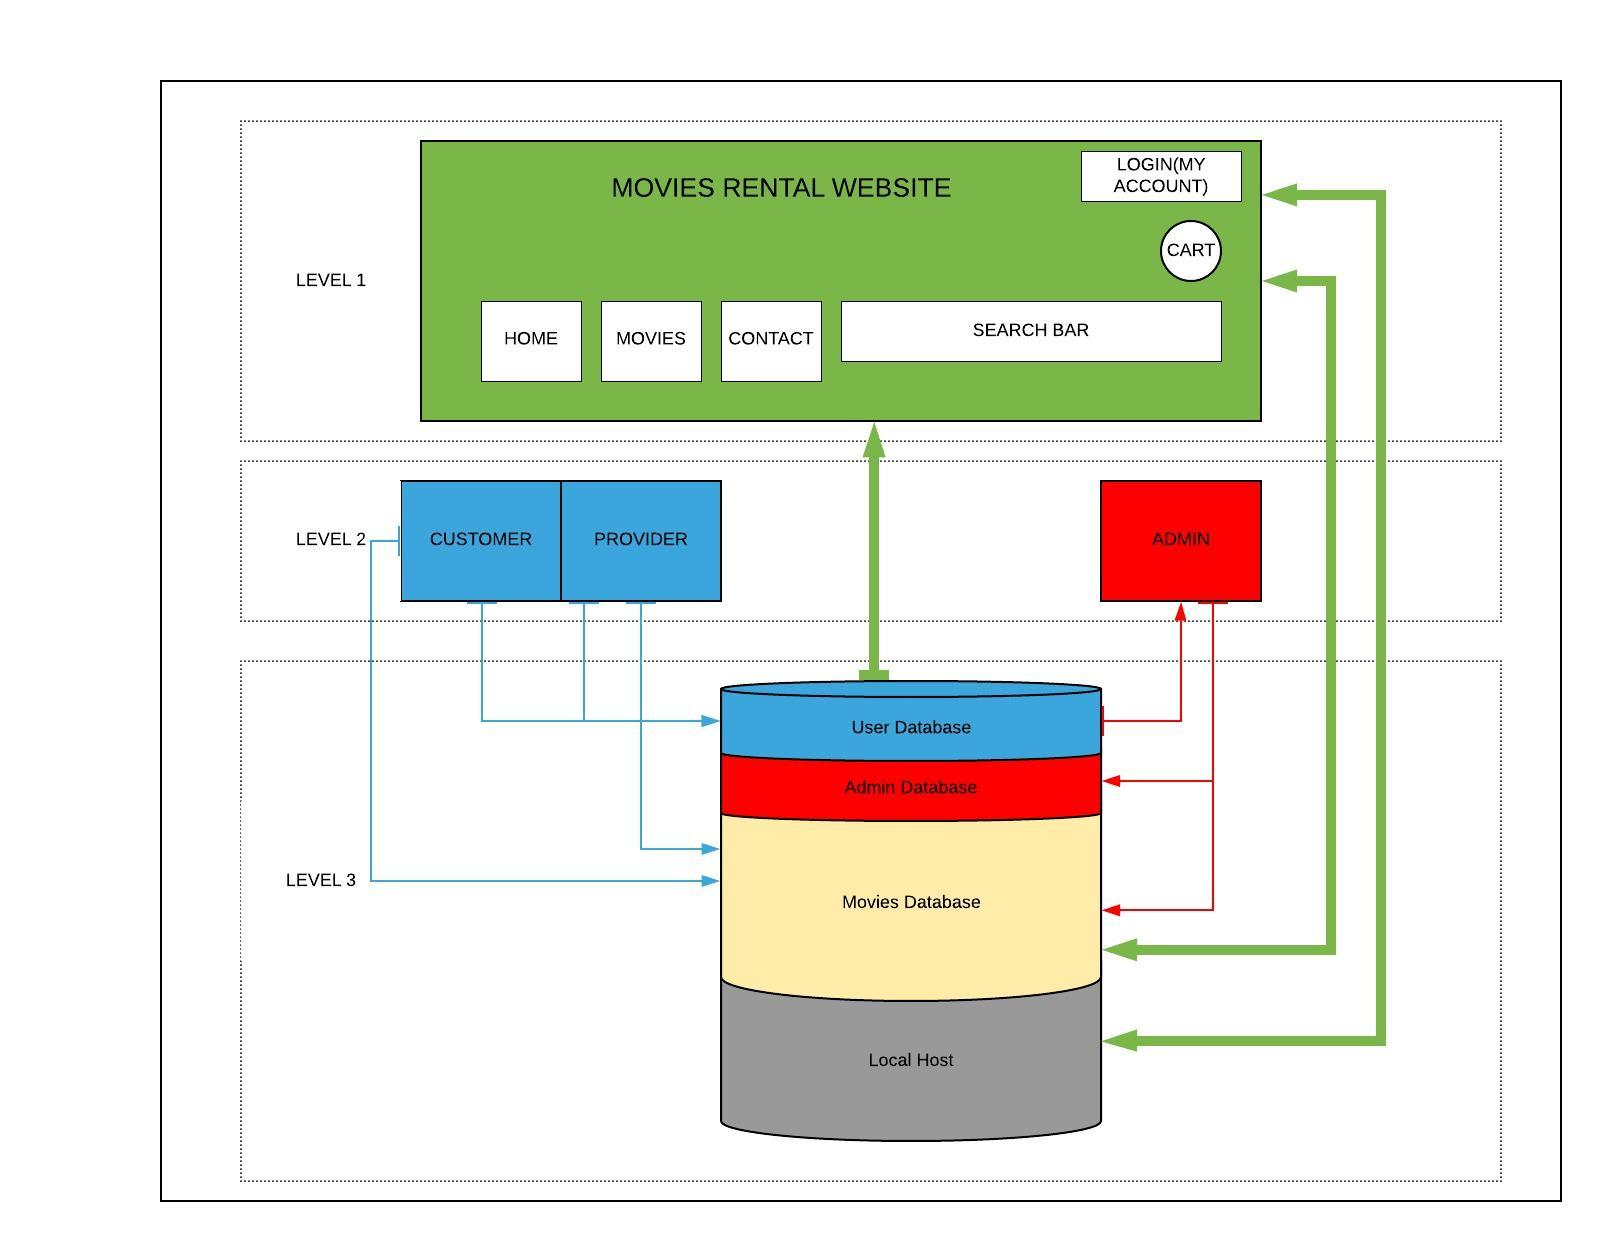 LOGIN(MY
ACCOUNT)
MOVIES RENTAL WEBSITE
CART
LEVEL 1
HOME
MOVIES
CONTACT
SEARCH BAR
LEVEL 2
CUSTOMER
PROVIDER
ADMIN
User Database
Admin Database
LEVEL 3
Movies Database
Local Host